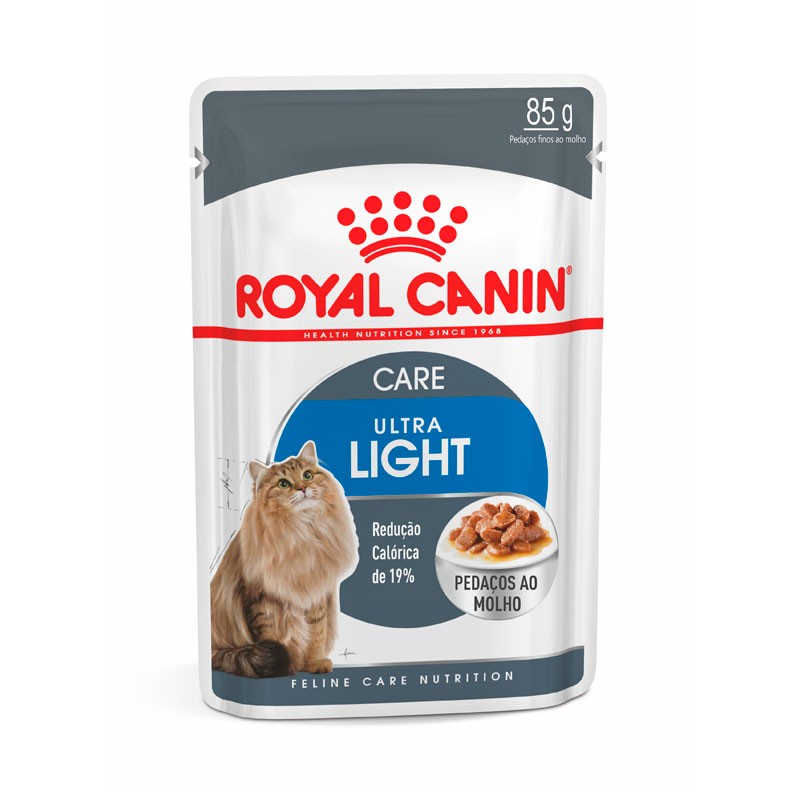 85 g
Pedaços finos ao molho
ROYAL CANIN®
HEALTH NUTRITION SINCE 1968
CARE
ULTRA
LIGHT
Redução
Calórica
de 19%
PEDAÇOS AO
MOLHO
FELINE CARE NUTRITION